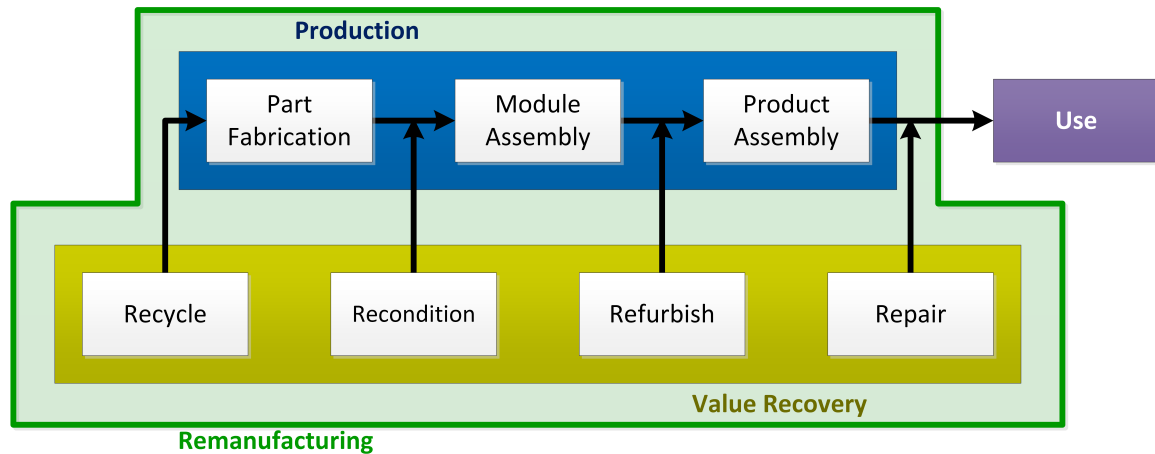 Production
Part
Fabrication
Module
Assembly
Product
Assembly
Use
Recycle
Recondition
Refurbish
Repair
Value Recovery
Remanufacturing